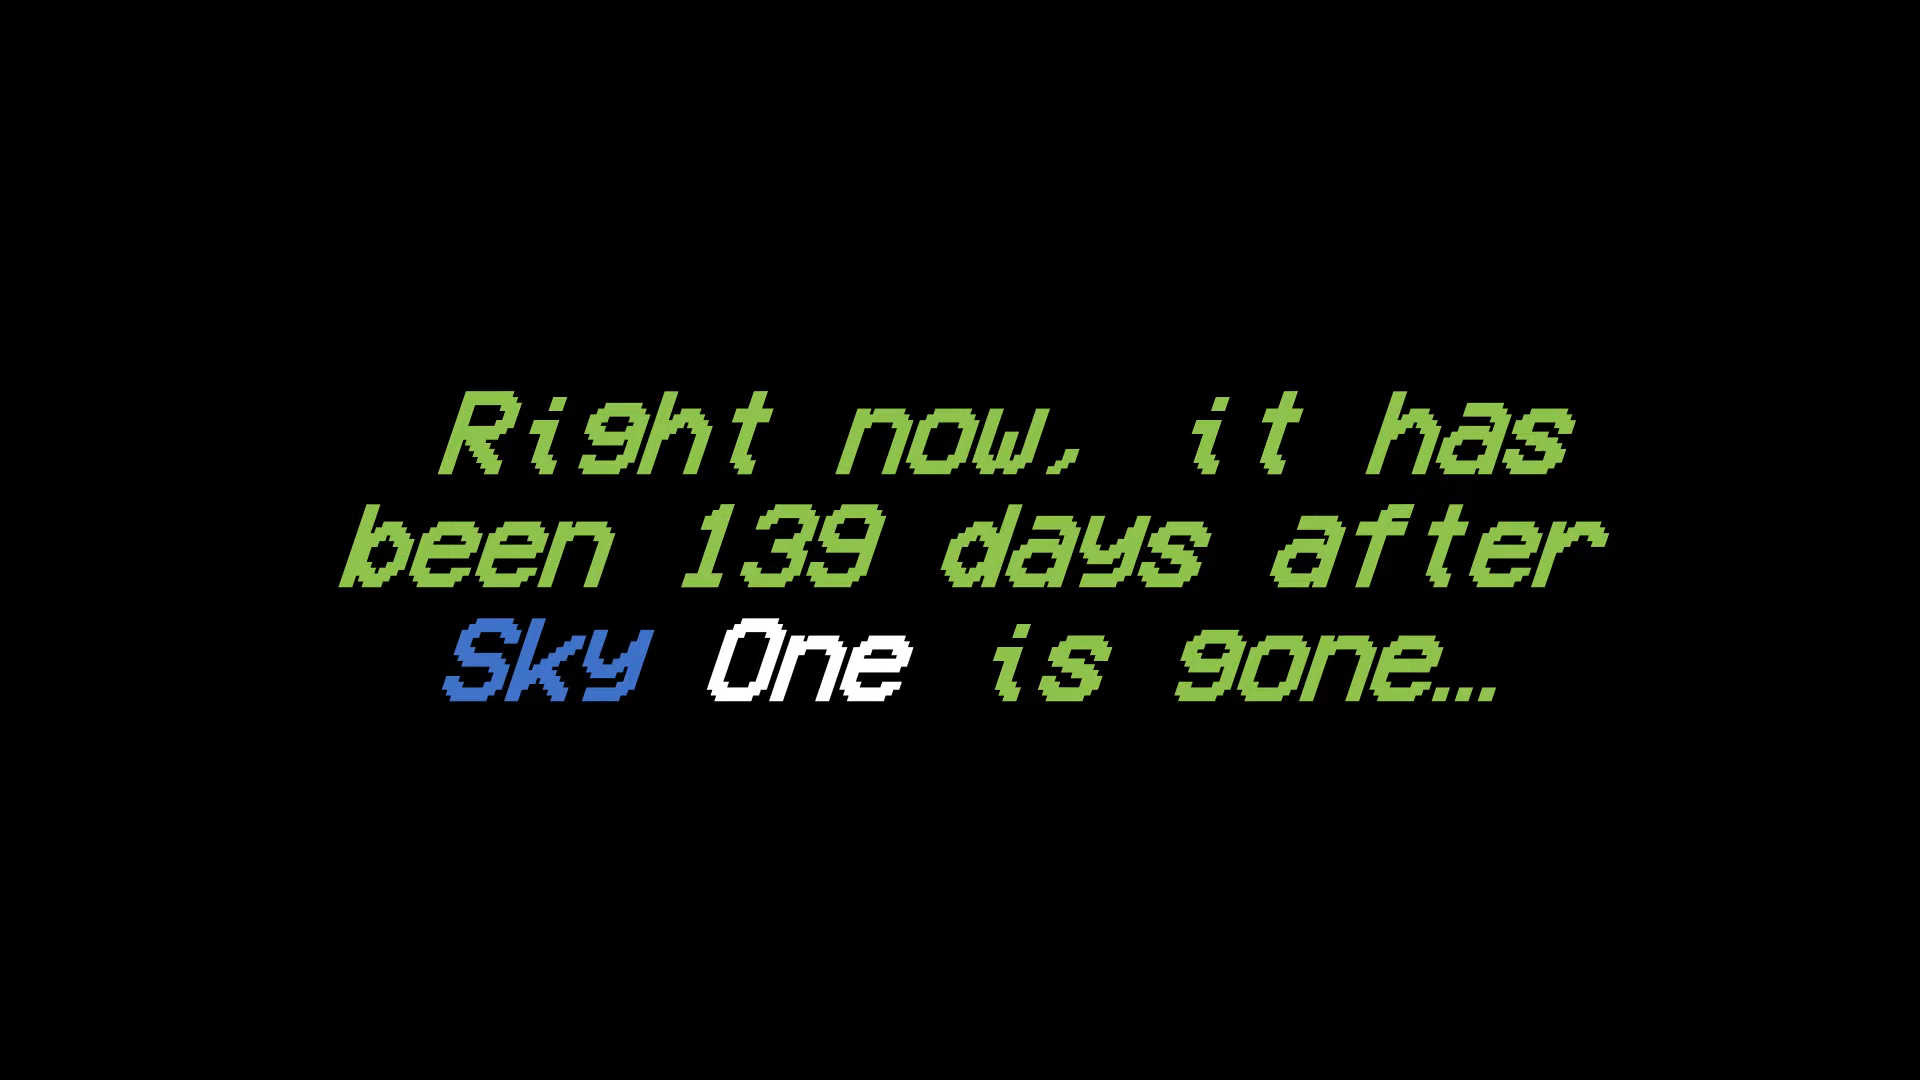 Right now, it has
been 139 days after
Sky One is gone...